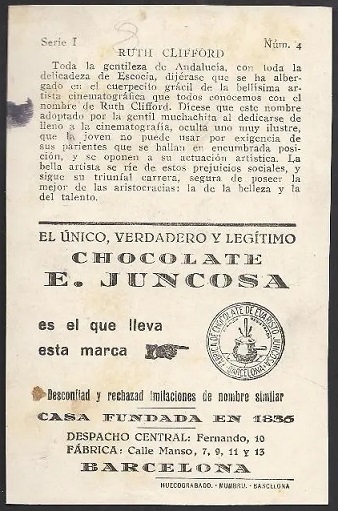 Serie I Núm. 4
RUTH CLIFFORD
Toda la gentileza de Andalucía, con toda la
delicadeza de Escocia, dijérase que se ha alber-
gado en el cuerpecito grácil de la bellísima ar-
tista cinematográfica que todos conocemos con el
nombre de Ruth Clifford. Dícese que este nombre
adoptado por la gentil muchachita al dedicarse de
lleno a la cinematografía, oculta uno muy ilustre,
que la joven no puede usar por exigencia de
sus parientes que se hallan en encumbrada posi-
ción, y se oponen a su actuación artística. La
bella artista se ríe de estos prejuicios sociales, y
sigue su triunfal carrera, segura de poseer la
mejor de las aristocracias: la de la belleza y la
del talento.
EL ÚNICO, VERDADERO Y LEGÍTIMO
CHOCOLATE
E. JUNCOSA
es el que lleva
esta marca
FÁBRICA DE CHOCOLATE DE EVARISTO JUNCOSA
BARCELONA
Desconfiad y rechazad imitaciones de nombre similar
CASA FUNDADA EN 1835
DESPACHO CENTRAL: Fernando, 10
FÁBRICA: Calle Manso, 7, 9, 11 y 13
BARCELONA
HUECOGRABADO. - MUMBRÚ. - BARCELONA